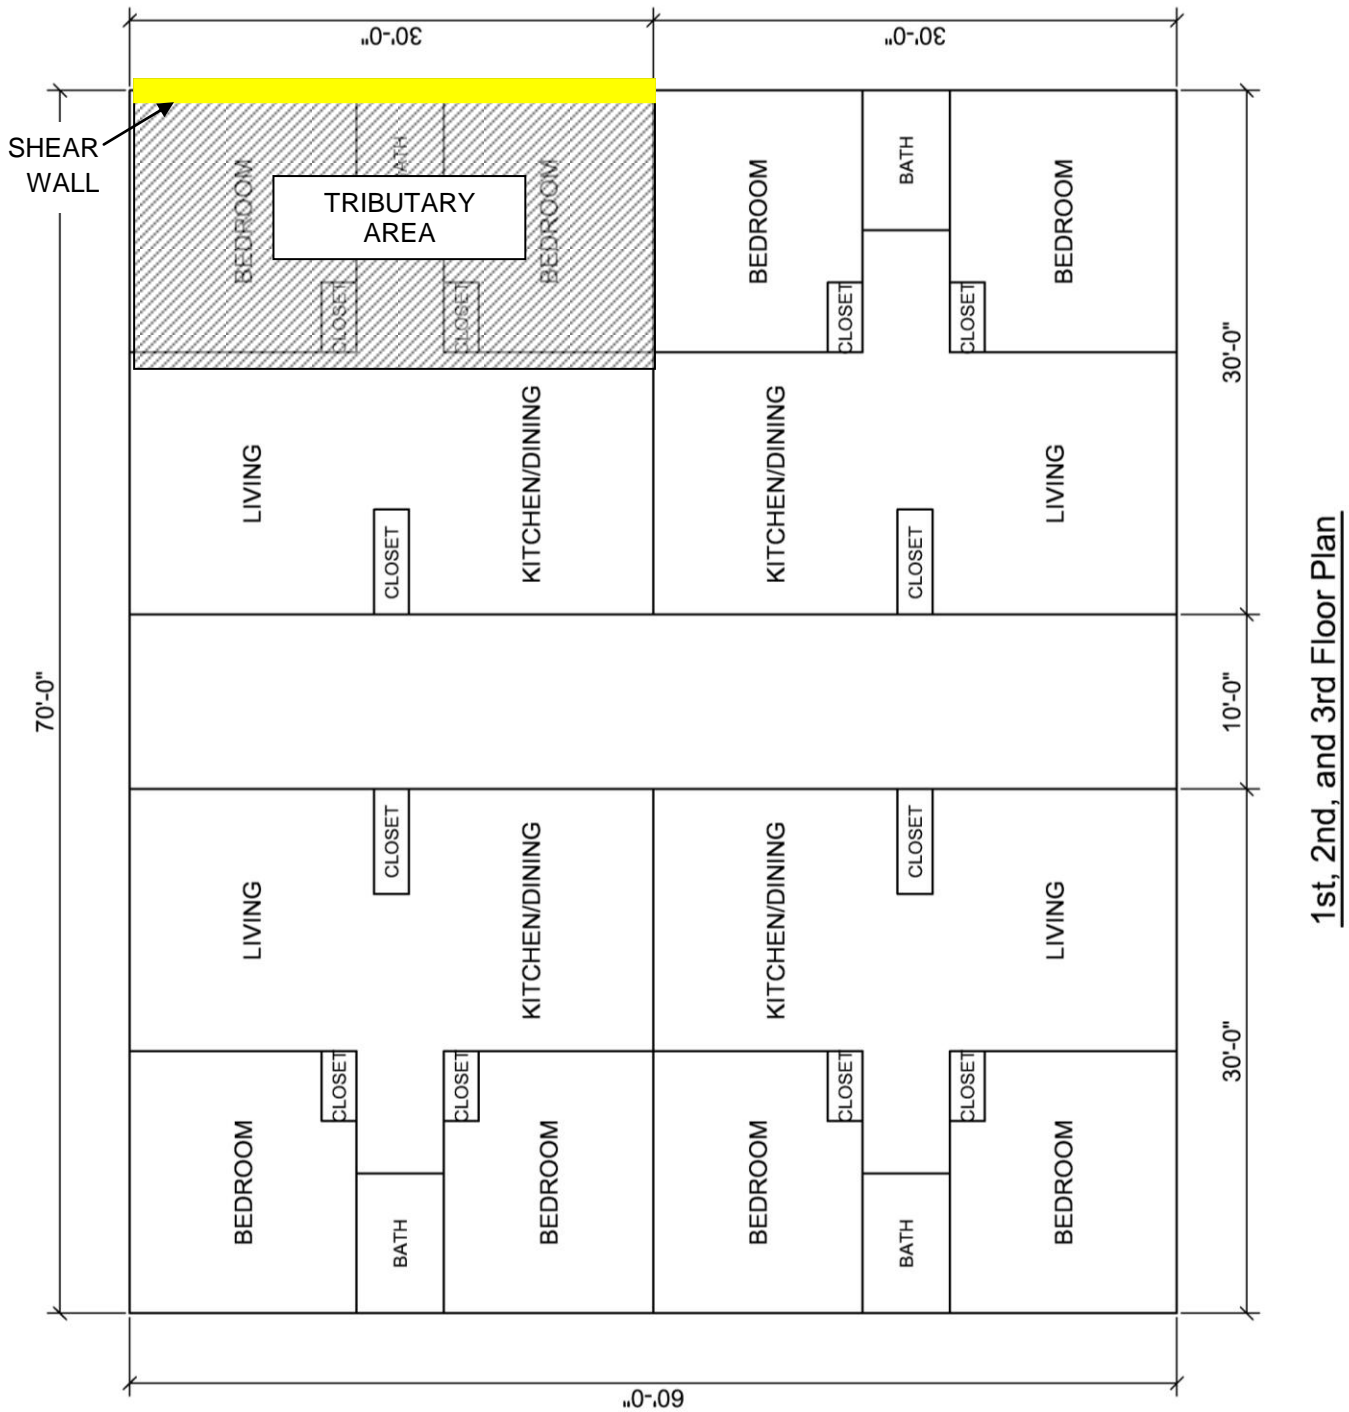 30'-0"
30'-0"
SHEAR
WALL
BEDROOM
ATH
BEDROOM
TRIBUTARY
AREA
CLOSET
CLOSET
BEDROOM
BATH
BEDROOM
CLOSET
CLOSET
30'-0"
LIVING
KITCHEN/DINING
CLOSET
KITCHEN/DINING
LIVING
CLOSET
70'-0"
10'-0"
1st, 2nd, and 3rd Floor Plan
CLOSET
LIVING
KITCHEN/DINING
KITCHEN/DINING
CLOSET
LIVING
30'-0"
CLOSET
CLOSET
CLOSET
CLOSET
BEDROOM
BATH
BEDROOM
BEDROOM
BATH
BEDROOM
60'-0"